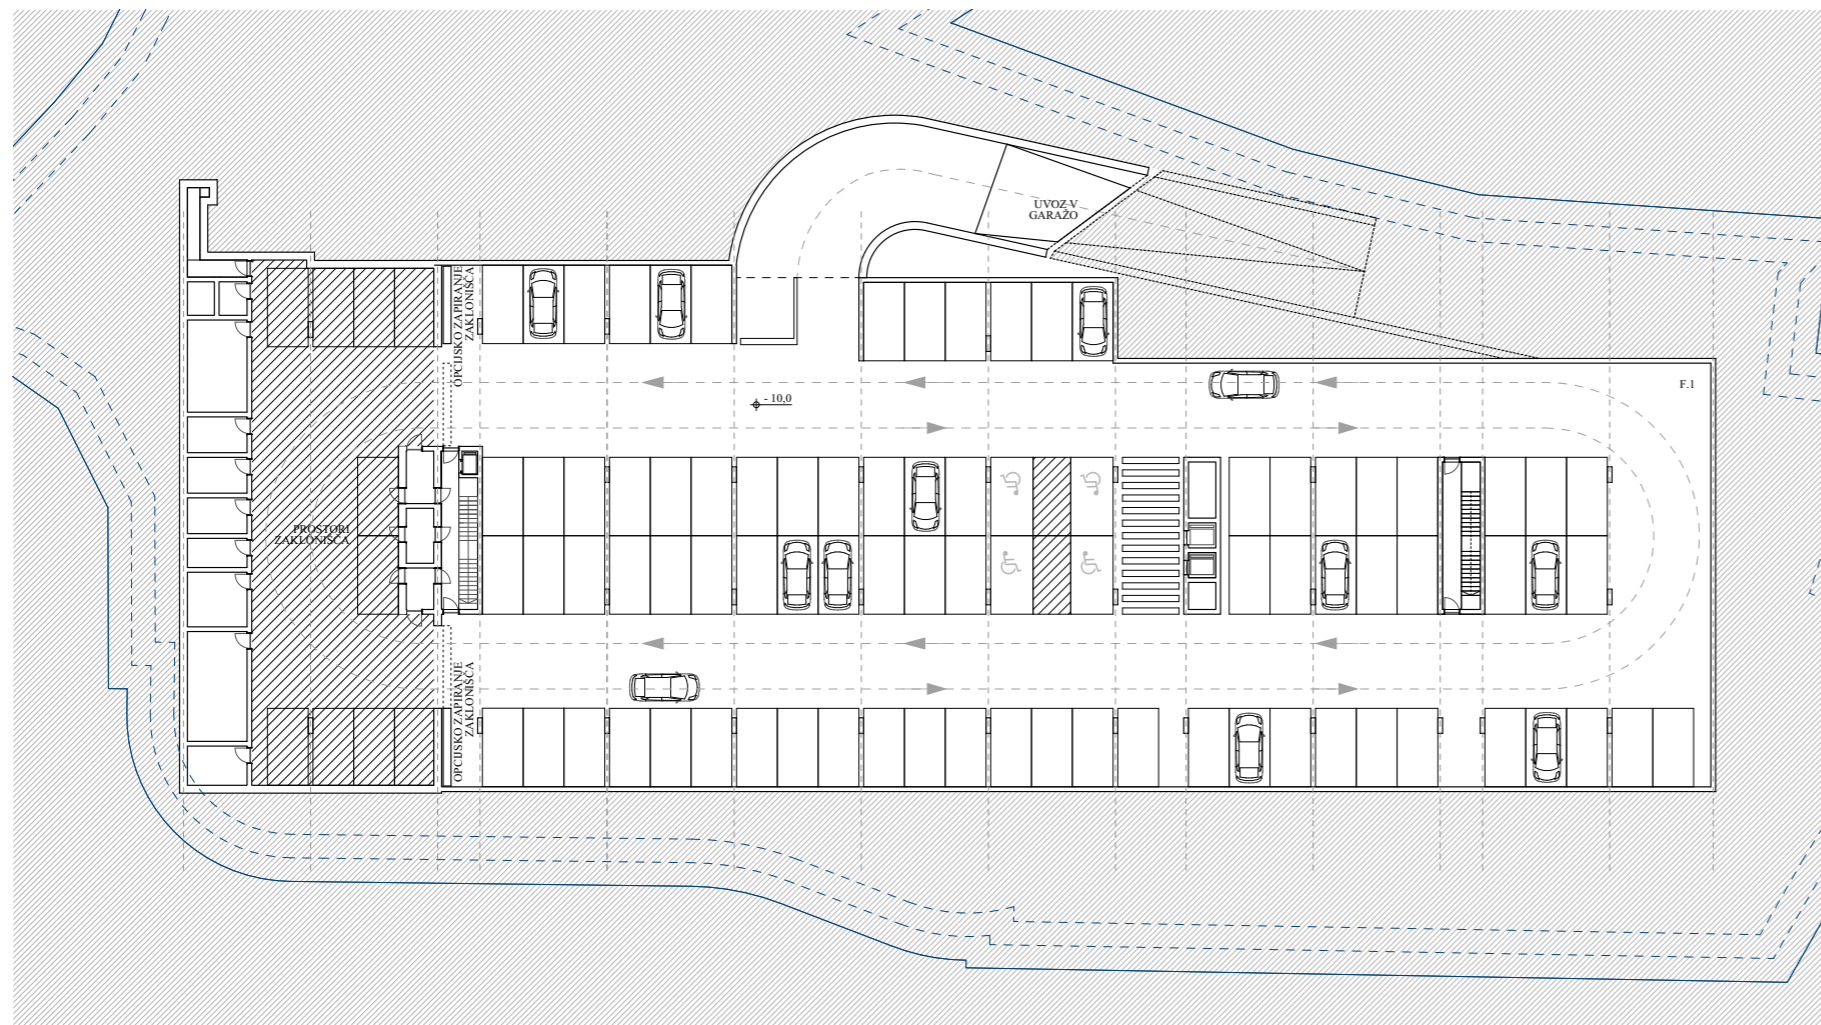 UVOZ V
GARAŽO
OPCIJSKO ZAPIRANJE
ZAKLONIŠČA
F.1
- 10,0
PROSTORI
ZAKLONIŠČA
OPCIJSKO ZAPIRANJE
ZAKLONIŠČA